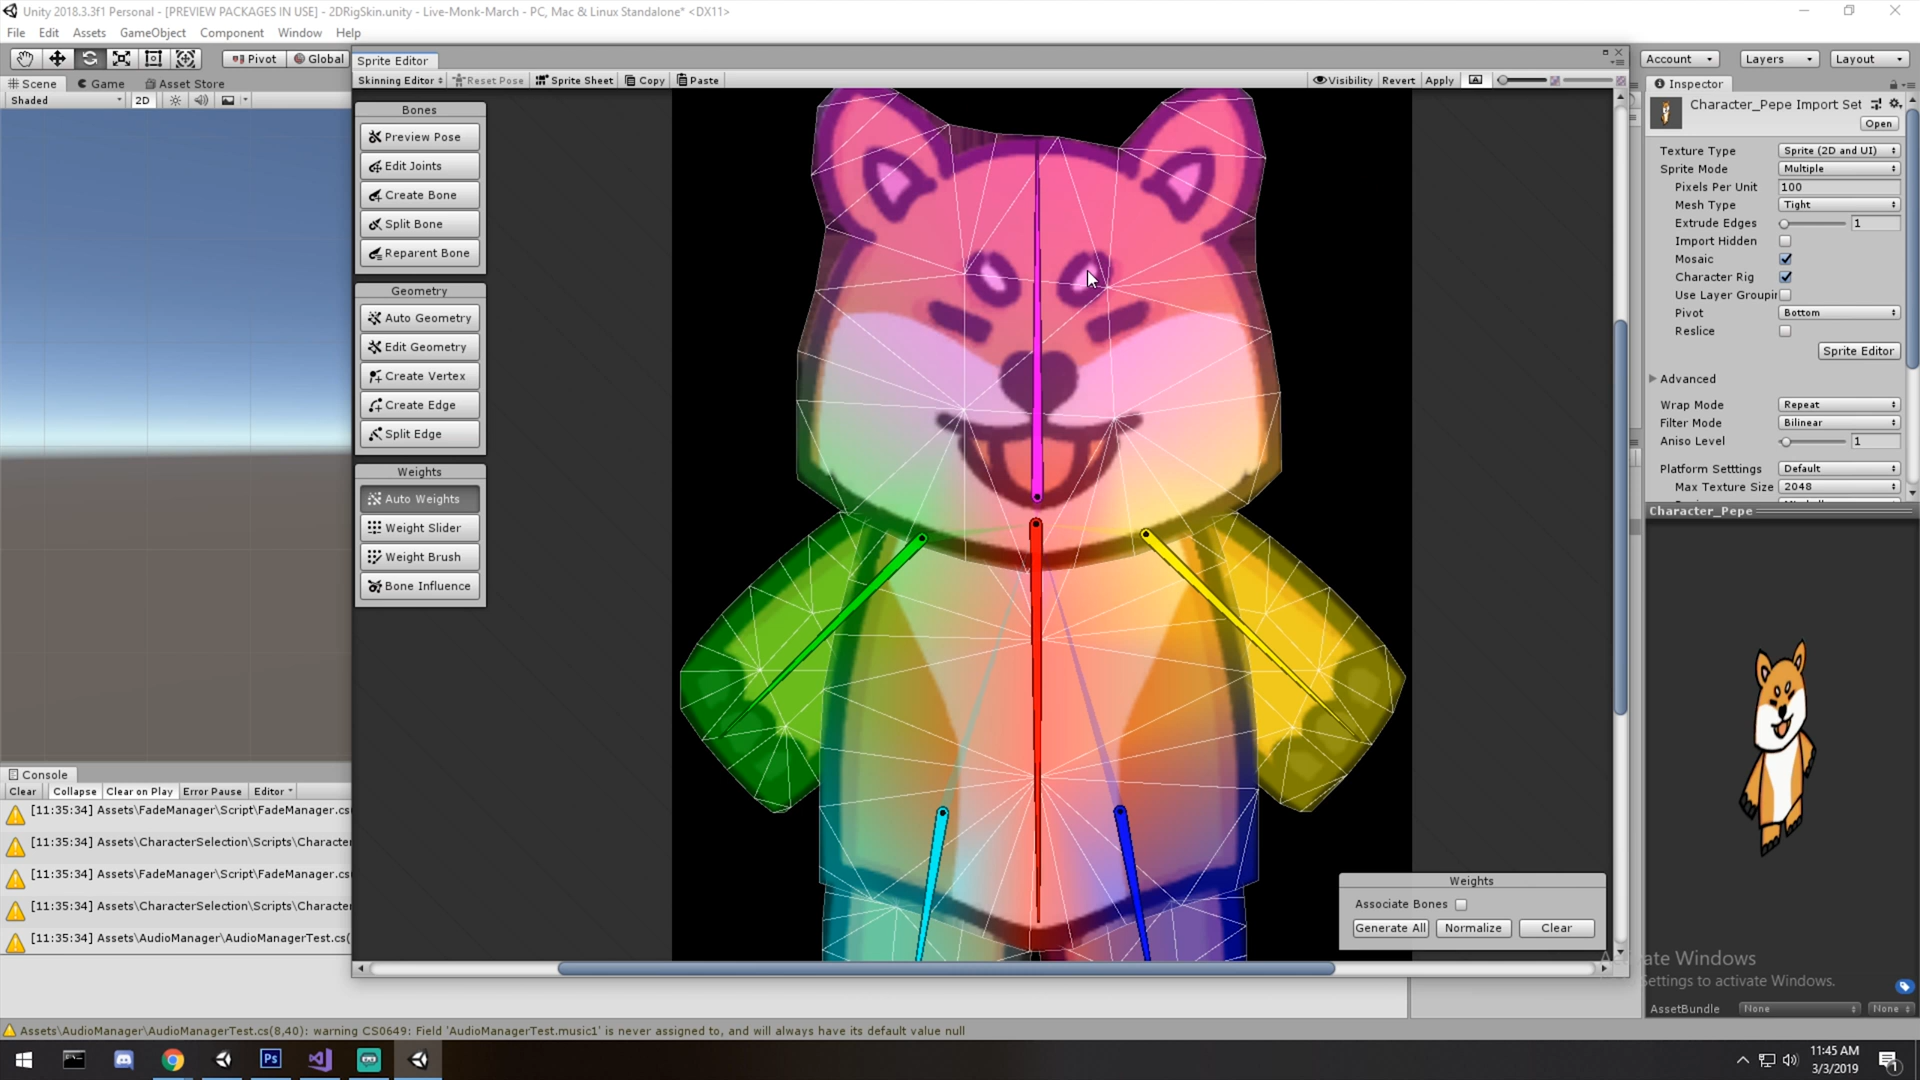 Unity 2018.3.3f1 Personal - [PREVIEW PACKAGES IN USE] - 2DRigSkin.unity - Live-Monk-March - PC, Mac & Linux Standalone* <DX11>
File Edit Assets GameObject Component Window Help
Pivot Global
Account Layers Layout
Sprite Editor
Scene Game Asset Store
Inspector
Skinning Editor Reset Pose Sprite Sheet Copy Paste Visibility Revert Apply
Shaded 2D
Character_Pepe Import Set
Open
Bones
Preview Pose
Edit Joints
Create Bone
Split Bone
Reparent Bone
Geometry
Auto Geometry
Edit Geometry
Create Vertex
Create Edge
Split Edge
Weights
Auto Weights
Weight Slider
Weight Brush
Bone Influence
Texture Type Sprite (2D and UI)
Sprite Mode Multiple
Pixels Per Unit 100
Mesh Type Tight
Extrude Edges 1
Import Hidden
Mosaic
Character Rig
Use Layer Groupin
Pivot Bottom
Reslice
Sprite Editor
Advanced
Wrap Mode Repeat
Filter Mode Bilinear
Aniso Level 1
Platform Setttings Default
Max Texture Size 2048
Character_Pepe
Console
Clear Collapse Clear on Play Error Pause Editor
[11:35:34] Assets\FadeManager\Script\FadeManager.cs
[11:35:34] Assets\CharacterSelection\Scripts\Character
[11:35:34] Assets\FadeManager\Script\FadeManager.cs
[11:35:34] Assets\CharacterSelection\Scripts\Character
[11:35:34] Assets\AudioManager\AudioManagerTest.cs(
Weights
Associate Bones
Generate All Normalize Clear
Activate Windows
Settings to activate Windows.
AssetBundle None None
Assets\AudioManager\AudioManagerTest.cs(8,40): warning CS0649: Field 'AudioManagerTest.music1' is never assigned to, and will always have its default value null
Ps
11:45 AM
3/3/2019
1